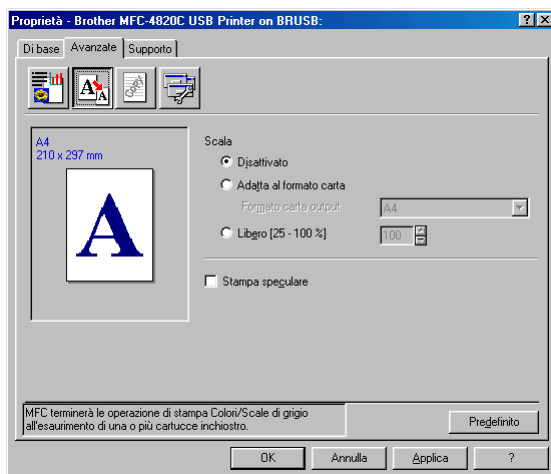 Proprietà - Brother MFC-4820C USB Printer on BRUSB:
Di base Avanzate Supporto
A4
210 x 297 mm
A
Scala
Disattivato
Adatta al formato carta
Formato carta output
A4
Libero [25 - 100 %]
100
Stampa speculare
MFC terminerà le operazione di stampa Colori/Scale di grigio
all'esaurimento di una o più cartucce inchiostro.
Predefinito
OK Annulla Applica ?